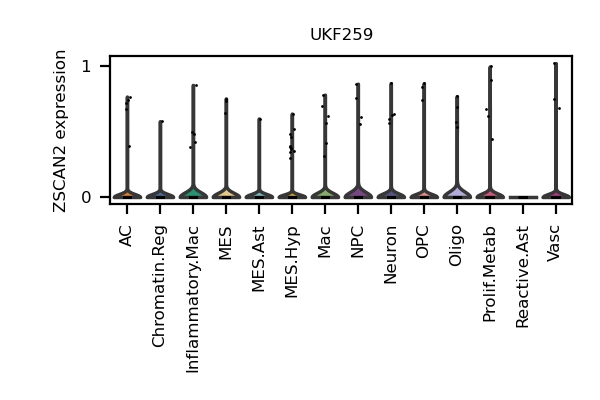 UKF259
ZSCAN2 expression
1
0
AC
Chromatin.Reg
Inflammatory.Mac
MES
MES.Ast
MES.Hyp
Mac
NPC
Neuron
OPC
Oligo
Prolif.Metab
Reactive.Ast
Vasc